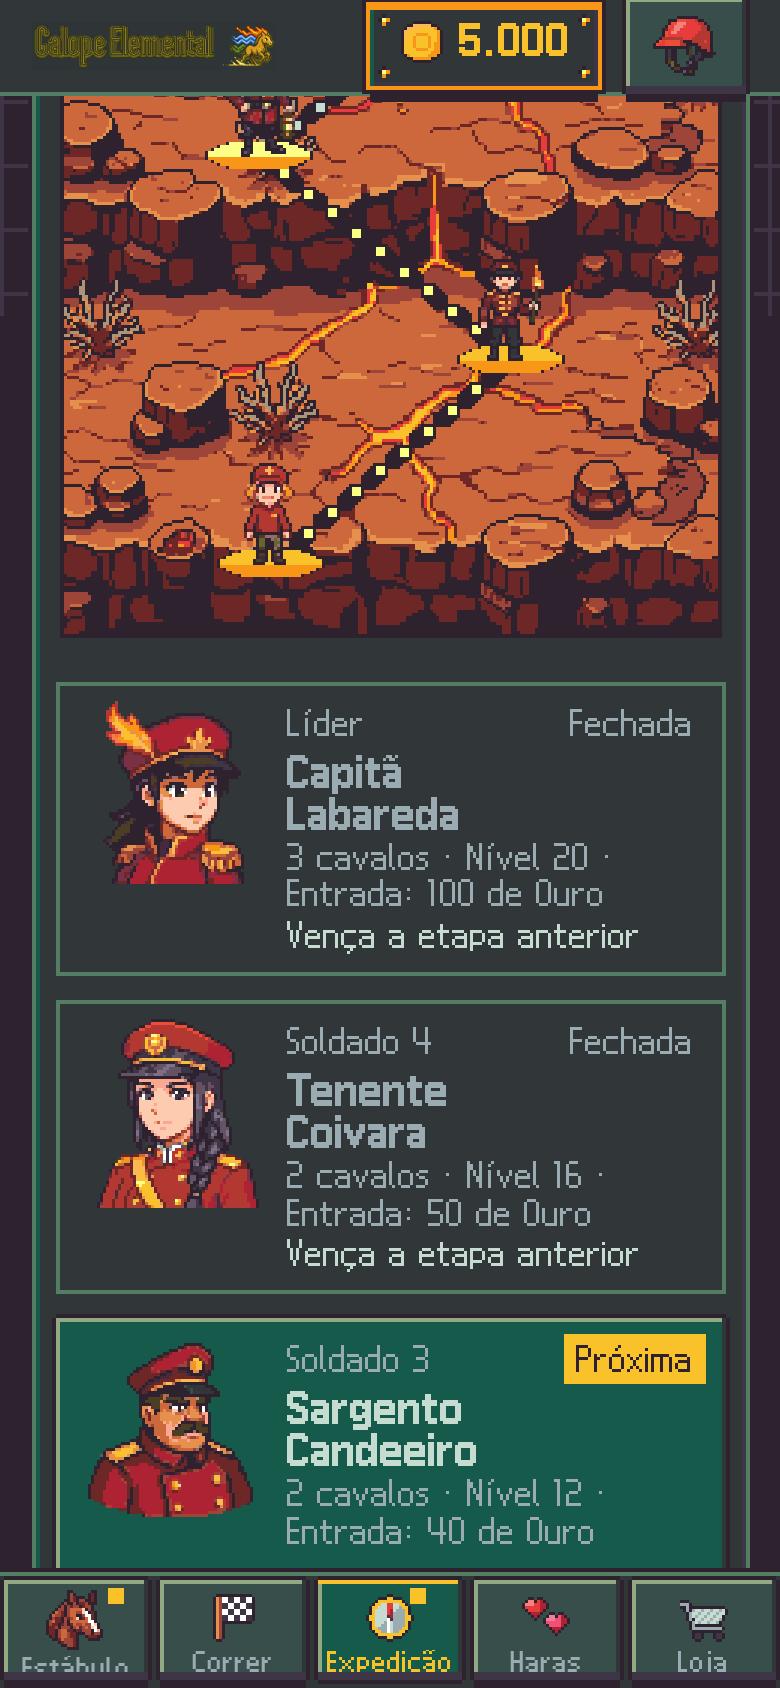 Galope Elemental
5.000
Líder
Fechada
Capitã
Labareda
3 cavalos · Nível 20 ·
Entrada: 100 de Ouro
Vença a etapa anterior
Soldado 4
Fechada
Tenente
Coivara
2 cavalos · Nível 16 ·
Entrada: 50 de Ouro
Vença a etapa anterior
Soldado 3
Próxima
Sargento
Candeeiro
2 cavalos · Nível 12 ·
Entrada: 40 de Ouro
Estábulo
Correr
Expedição
Haras
Loja